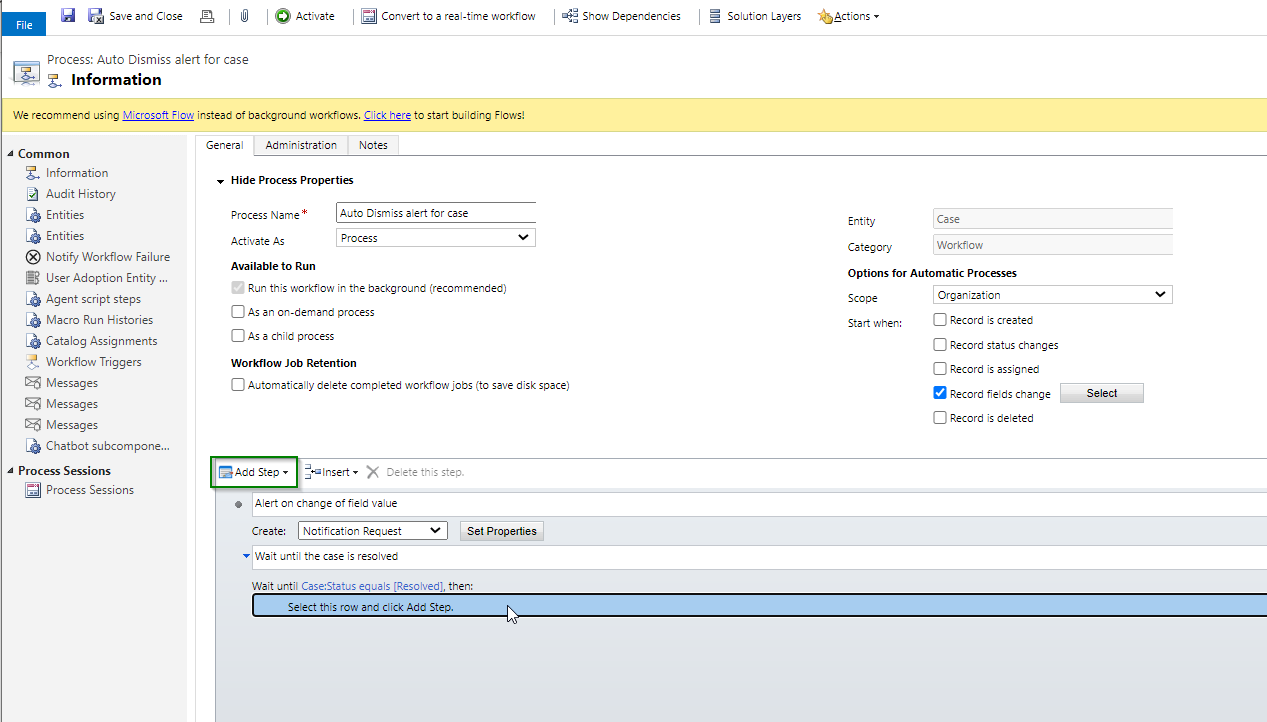 File
Save and Close
Activate
Convert to a real-time workflow
Show Dependencies
Solution Layers
Actions
Process: Auto Dismiss alert for case
Information
We recommend using Microsoft Flow instead of background workflows. Click here to start building Flows!
Common
Information
Audit History
Entities
Entities
Notify Workflow Failure
User Adoption Entity ...
Agent script steps
Macro Run Histories
Catalog Assignments
Workflow Triggers
Messages
Messages
Messages
Chatbot subcompone...
Process Sessions
Process Sessions
General
Administration
Notes
Hide Process Properties
Process Name* Auto Dismiss alert for case
Activate As Process
Available to Run
Run this workflow in the background (recommended)
As an on-demand process
As a child process
Workflow Job Retention
Automatically delete completed workflow jobs (to save disk space)
Entity Case
Category Workflow
Options for Automatic Processes
Scope Organization
Start when: Record is created
Record status changes
Record is assigned
Record fields change Select
Record is deleted
Add Step Insert Delete this step.
Alert on change of field value
Create: Notification Request Set Properties
Wait until the case is resolved
Wait until Case:Status equals [Resolved], then:
Select this row and click Add Step.